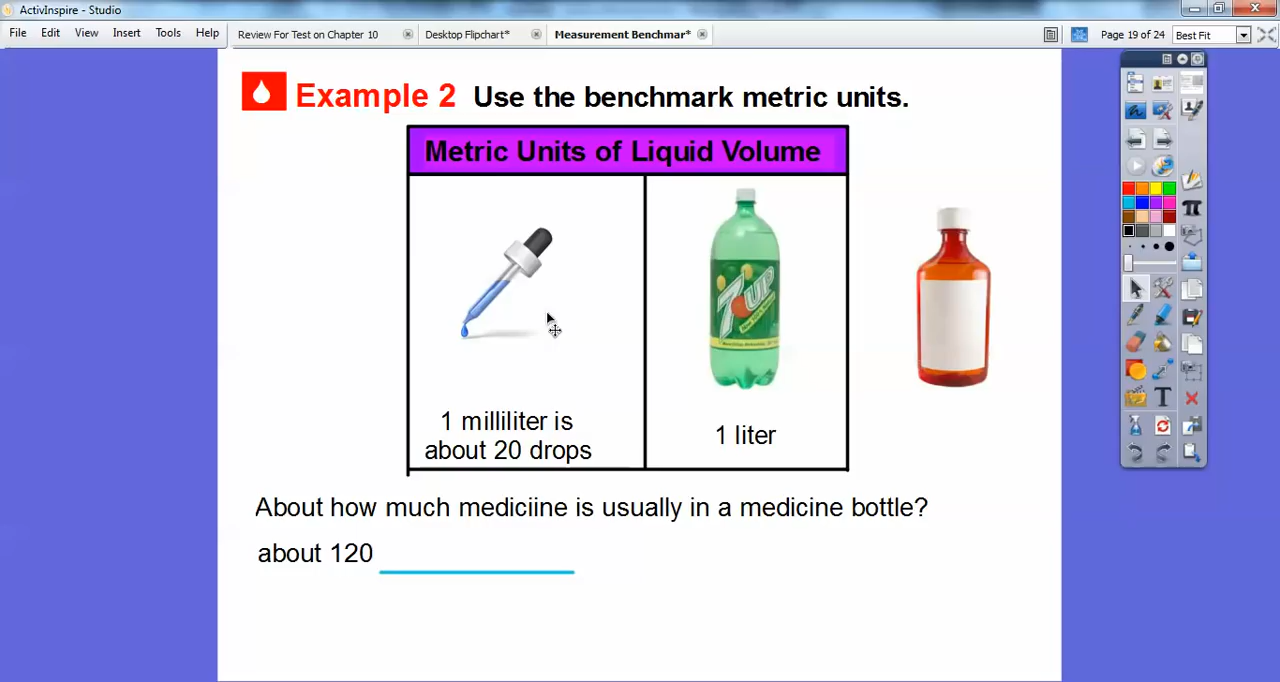 ActivInspire - Studio
File Edit View Insert Tools Help
Review For Test on Chapter 10
Desktop Flipchart*
Measurement Benchmar*
Page 19 of 24
Best Fit
Example 2 Use the benchmark metric units.
Metric Units of Liquid Volume
7UP
1 milliliter is
about 20 drops
1 liter
About how much mediciine is usually in a medicine bottle?
about 120